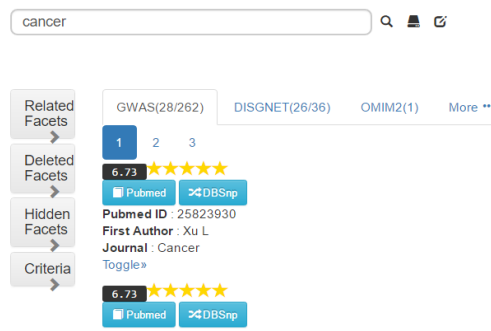 cancer
Related Facets
Deleted Facets
Hidden Facets
Criteria
GWAS(28/262) DISGNET(26/36) OMIM2(1) More
1 2 3
6.73
Pubmed DBSnp
Pubmed ID : 25823930
First Author : Xu L
Journal : Cancer
Toggle»
6.73
Pubmed DBSnp